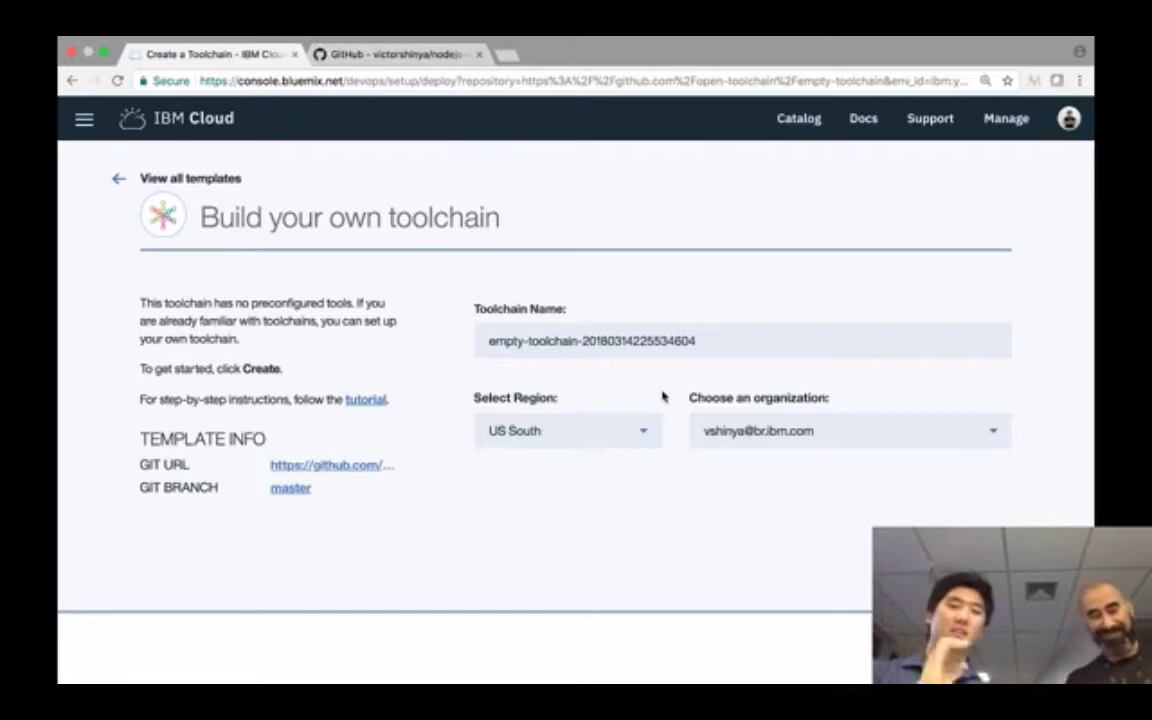 Create a Toolchain - IBM Clou
GitHub - victorshinya/nodejs-
Secure https://console.bluemix.net/devops/setup/deploy?repository=https%3A%2F%2Fgithub.com%2Fopen-toolchain%2Fempty-toolchain&env_id=ibm:y...
IBM Cloud
Catalog Docs Support Manage
View all templates
Build your own toolchain
This toolchain has no preconfigured tools. If you
are already familiar with toolchains, you can set up
your own toolchain.
To get started, click Create.
For step-by-step instructions, follow the tutorial.
TEMPLATE INFO
GIT URL https://github.com/...
GIT BRANCH master
Toolchain Name:
empty-toolchain-20180314225534604
Select Region:
US South
Choose an organization:
vshinya@br.ibm.com